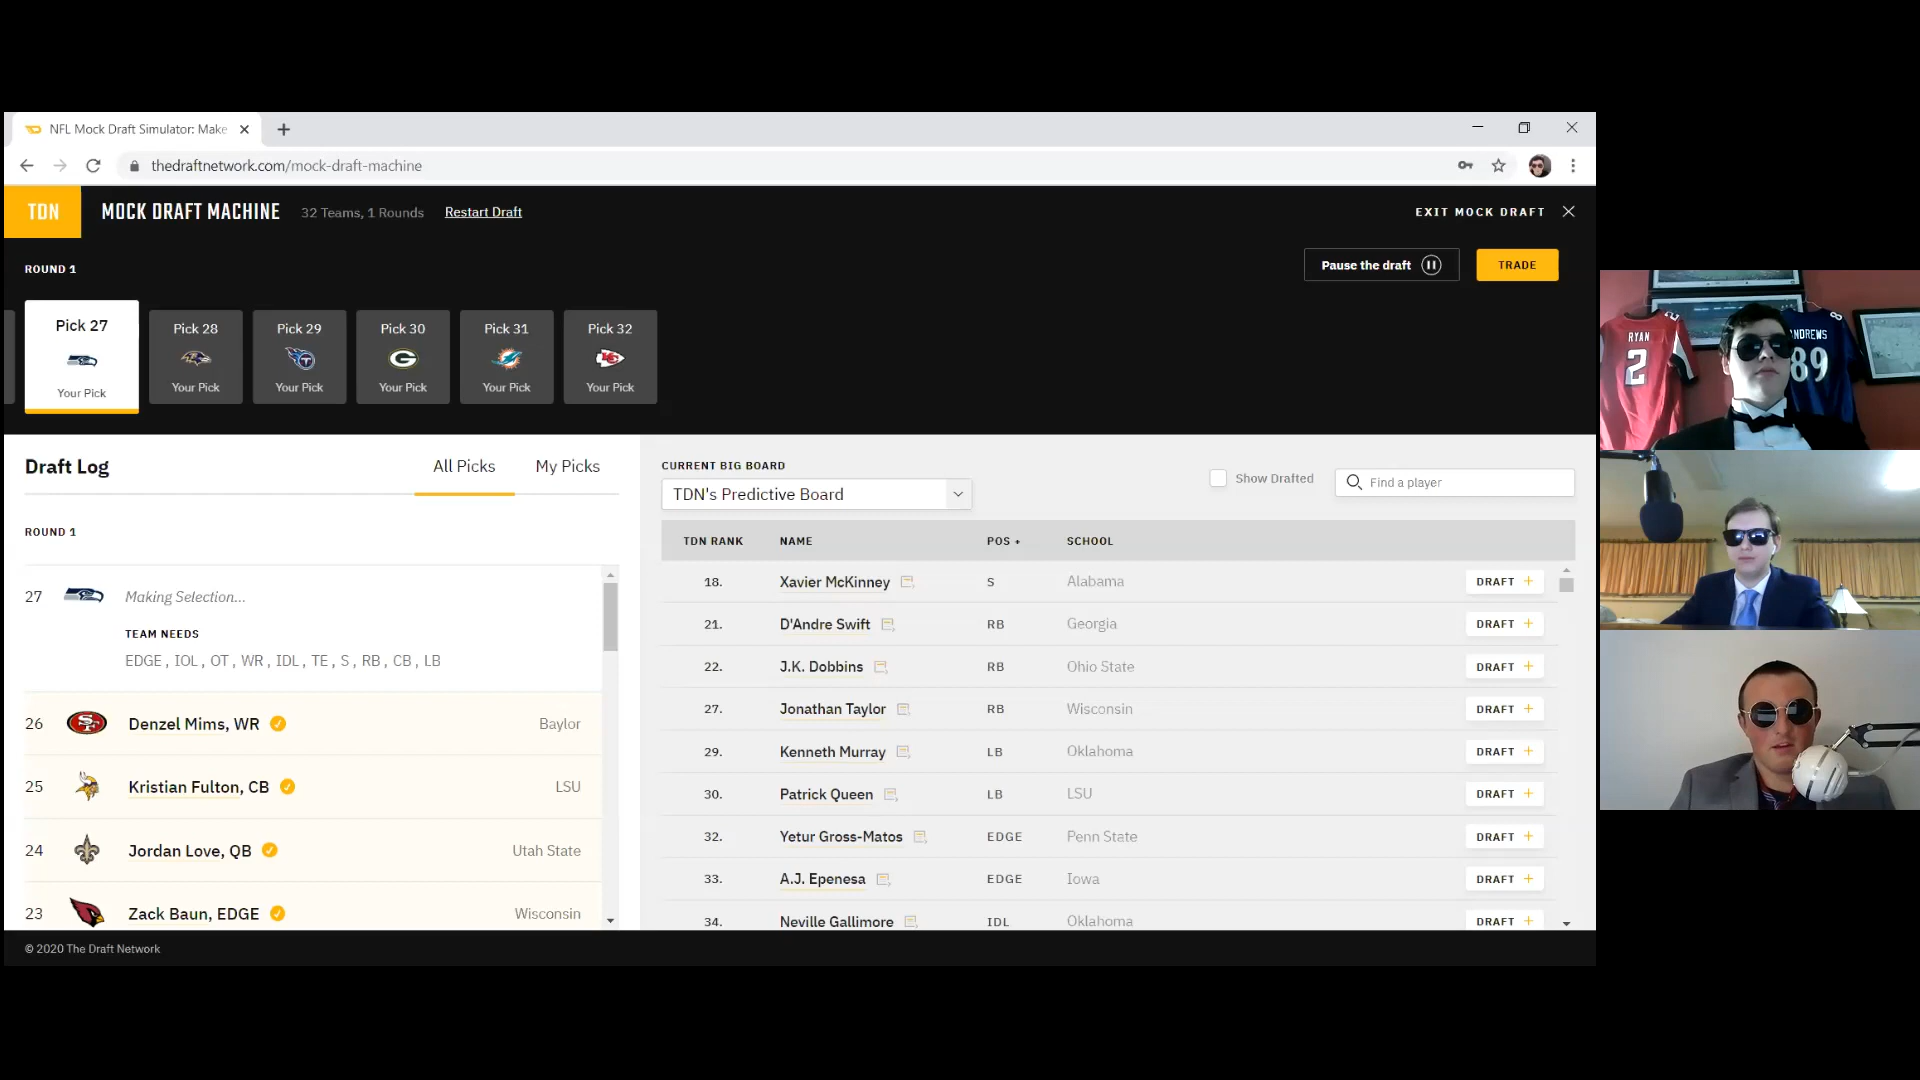 NFL Mock Draft Simulator: Make
thedraftnetwork.com/mock-draft-machine
TDN MOCK DRAFT MACHINE 32 Teams, 1 Rounds Restart Draft EXIT MOCK DRAFT
ROUND 1 Pause the draft TRADE
Pick 27 Pick 28 Pick 29 Pick 30 Pick 31 Pick 32
Your Pick Your Pick Your Pick Your Pick Your Pick Your Pick
Draft Log All Picks My Picks
ROUND 1
27 Making Selection...
TEAM NEEDS
EDGE , IOL , OT , WR , IDL , TE , S , RB , CB , LB
26 Denzel Mims, WR Baylor
25 Kristian Fulton, CB LSU
24 Jordan Love, QB Utah State
23 Zack Baun, EDGE Wisconsin
CURRENT BIG BOARD
TDN's Predictive Board Show Drafted Find a player
TDN RANK NAME POS + SCHOOL
18. Xavier McKinney S Alabama DRAFT +
21. D'Andre Swift RB Georgia DRAFT +
22. J.K. Dobbins RB Ohio State DRAFT +
27. Jonathan Taylor RB Wisconsin DRAFT +
29. Kenneth Murray LB Oklahoma DRAFT +
30. Patrick Queen LB LSU DRAFT +
32. Yetur Gross-Matos EDGE Penn State DRAFT +
33. A.J. Epenesa EDGE Iowa DRAFT +
34. Neville Gallimore IDL Oklahoma DRAFT +
© 2020 The Draft Network
RYAN
2
ANDREWS
89